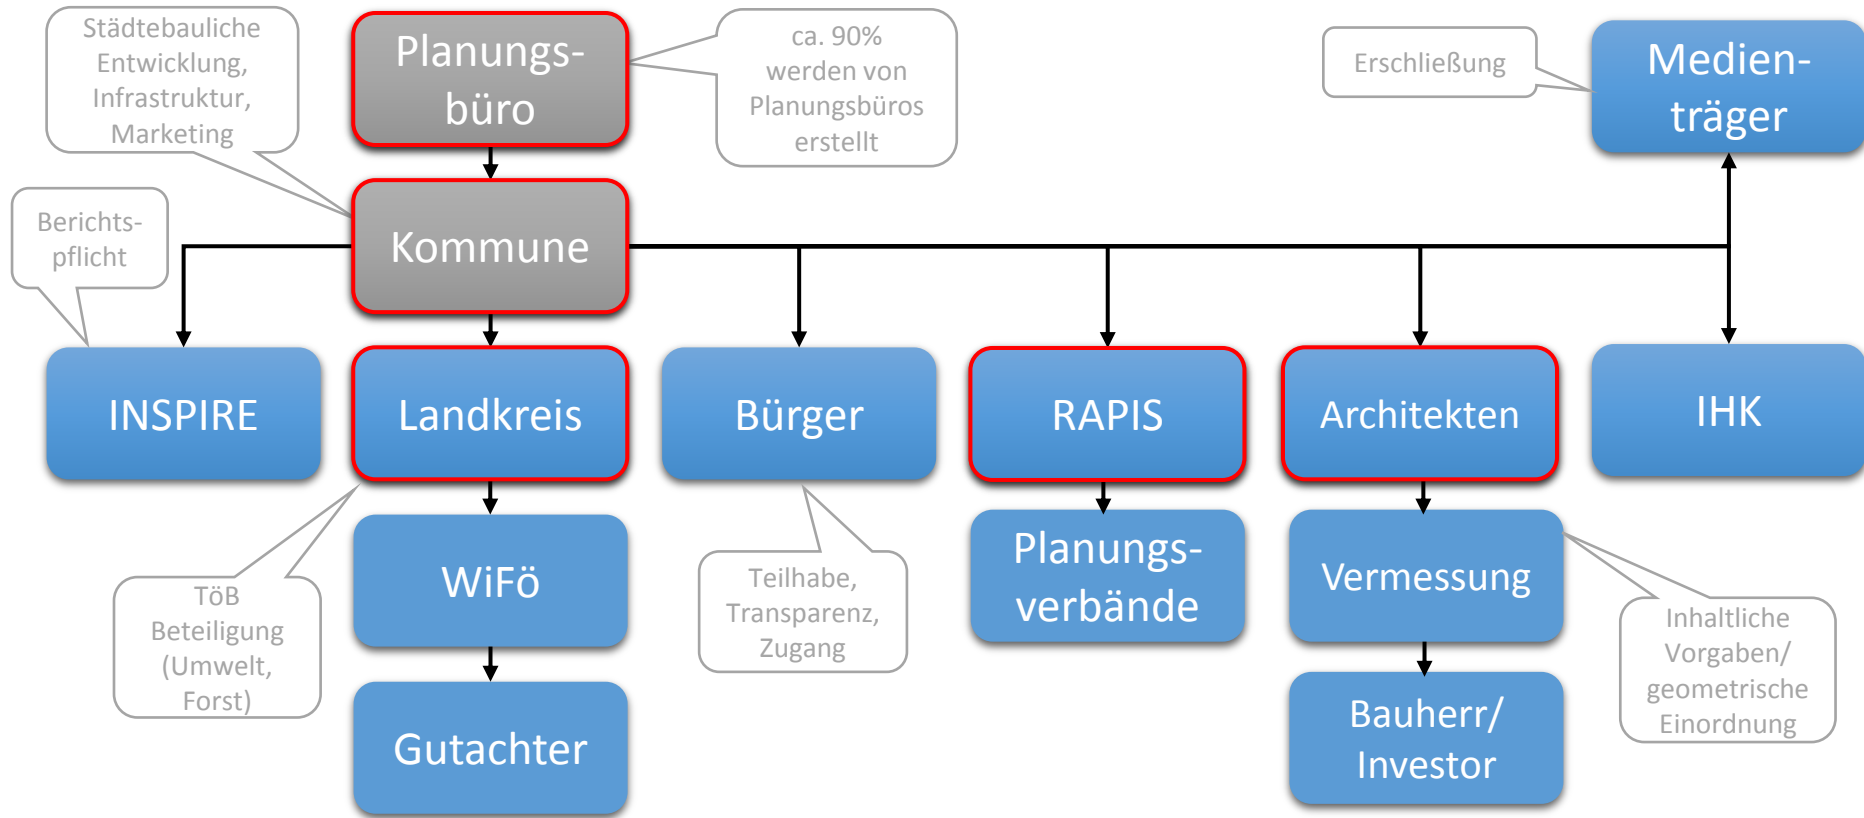 Städtebauliche
Entwicklung,
Infrastruktur,
Marketing
Planungs-
büro
ca. 90%
werden von
Planungsbüros
erstellt
Erschließung
Medien-
träger
Berichts-
pflicht
Kommune
INSPIRE
Landkreis
Bürger
RAPIS
Architekten
IHK
TöB
Beteiligung
(Umwelt,
Forst)
WiFö
Teilhabe,
Transparenz,
Zugang
Planungs-
verbände
Vermessung
Inhaltliche
Vorgaben/
geometrische
Einordnung
Gutachter
Bauherr/
Investor